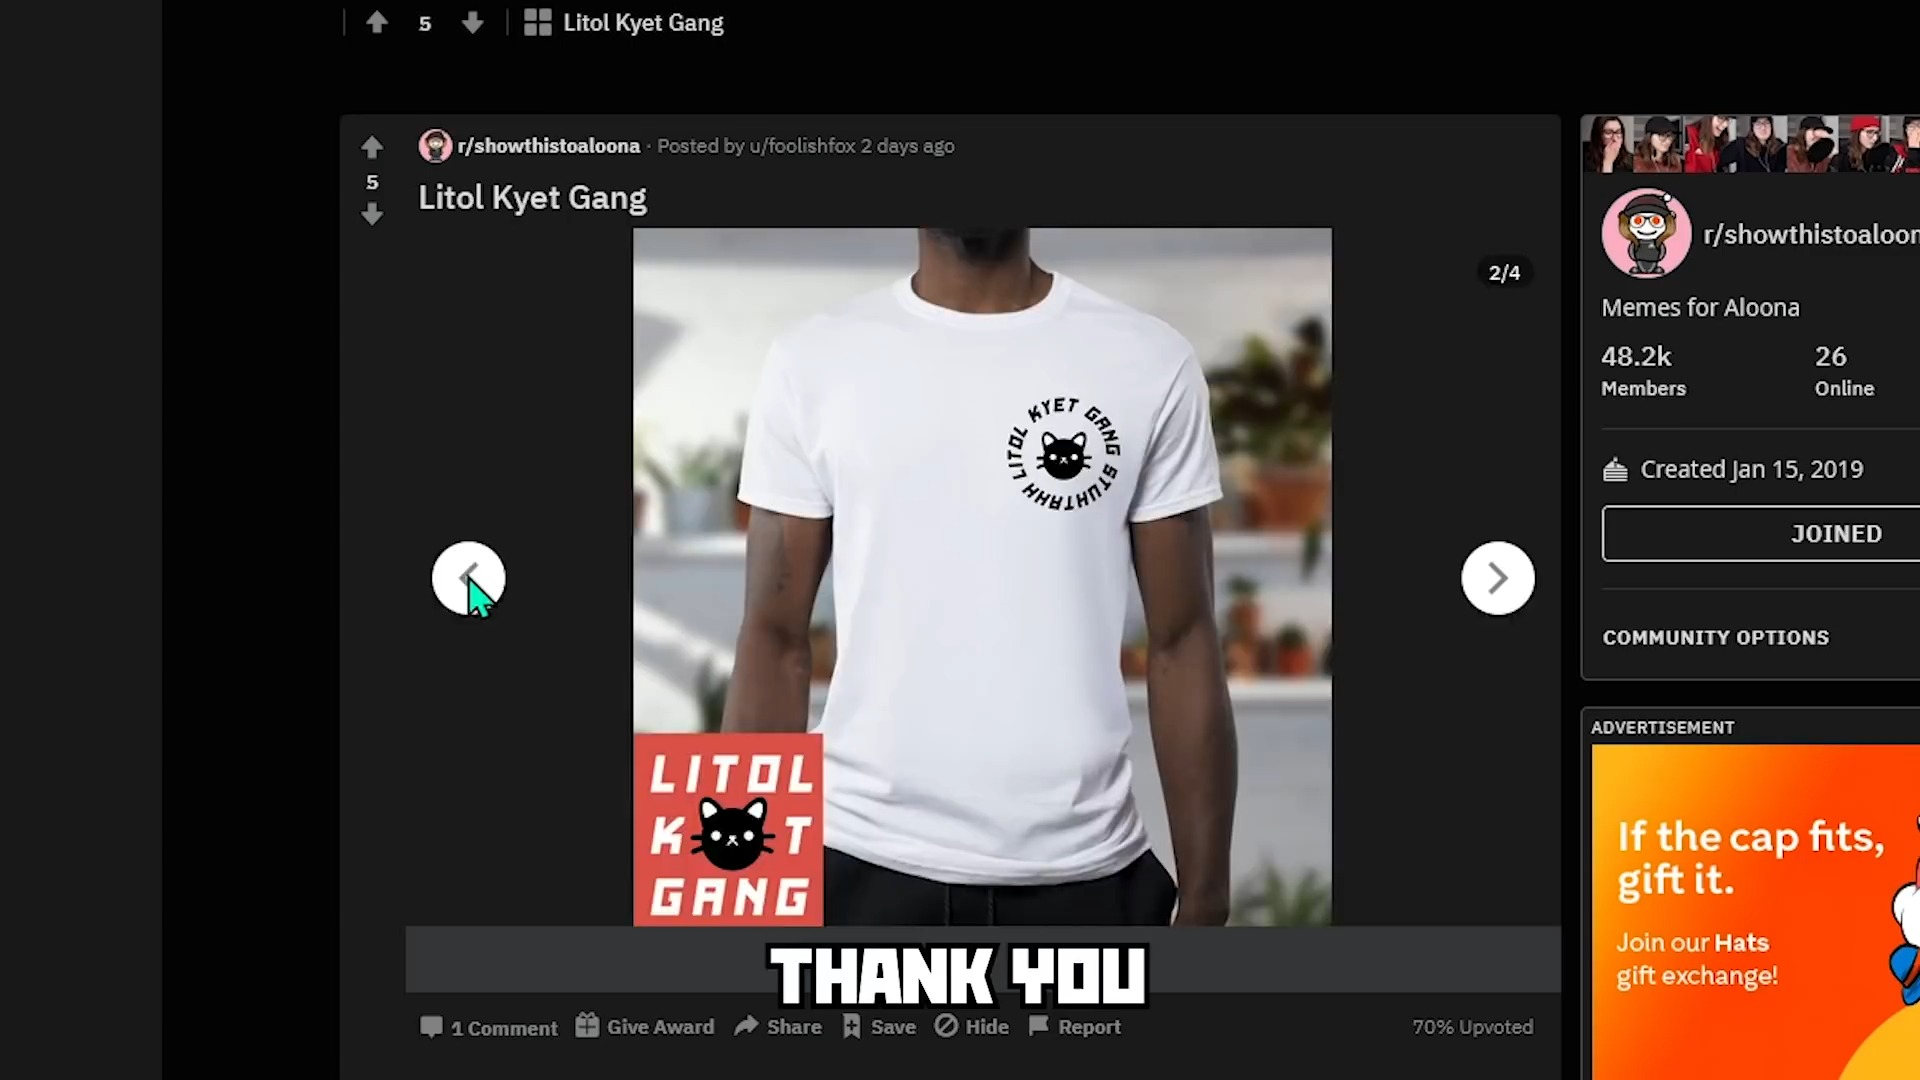 5
Litol Kyet Gang
r/showthistoaloona · Posted by u/foolishfox 2 days ago
5
Litol Kyet Gang
2/4
LITOL KYET GANG STUHTAHH
LITOL
K T
GANG
THANK YOU
1 Comment Give Award Share Save Hide Report
70% Upvoted
r/showthistoaloon
Memes for Aloona
48.2k 26
Members Online
Created Jan 15, 2019
JOINED
COMMUNITY OPTIONS
ADVERTISEMENT
If the cap fits,
gift it.
Join our Hats
gift exchange!